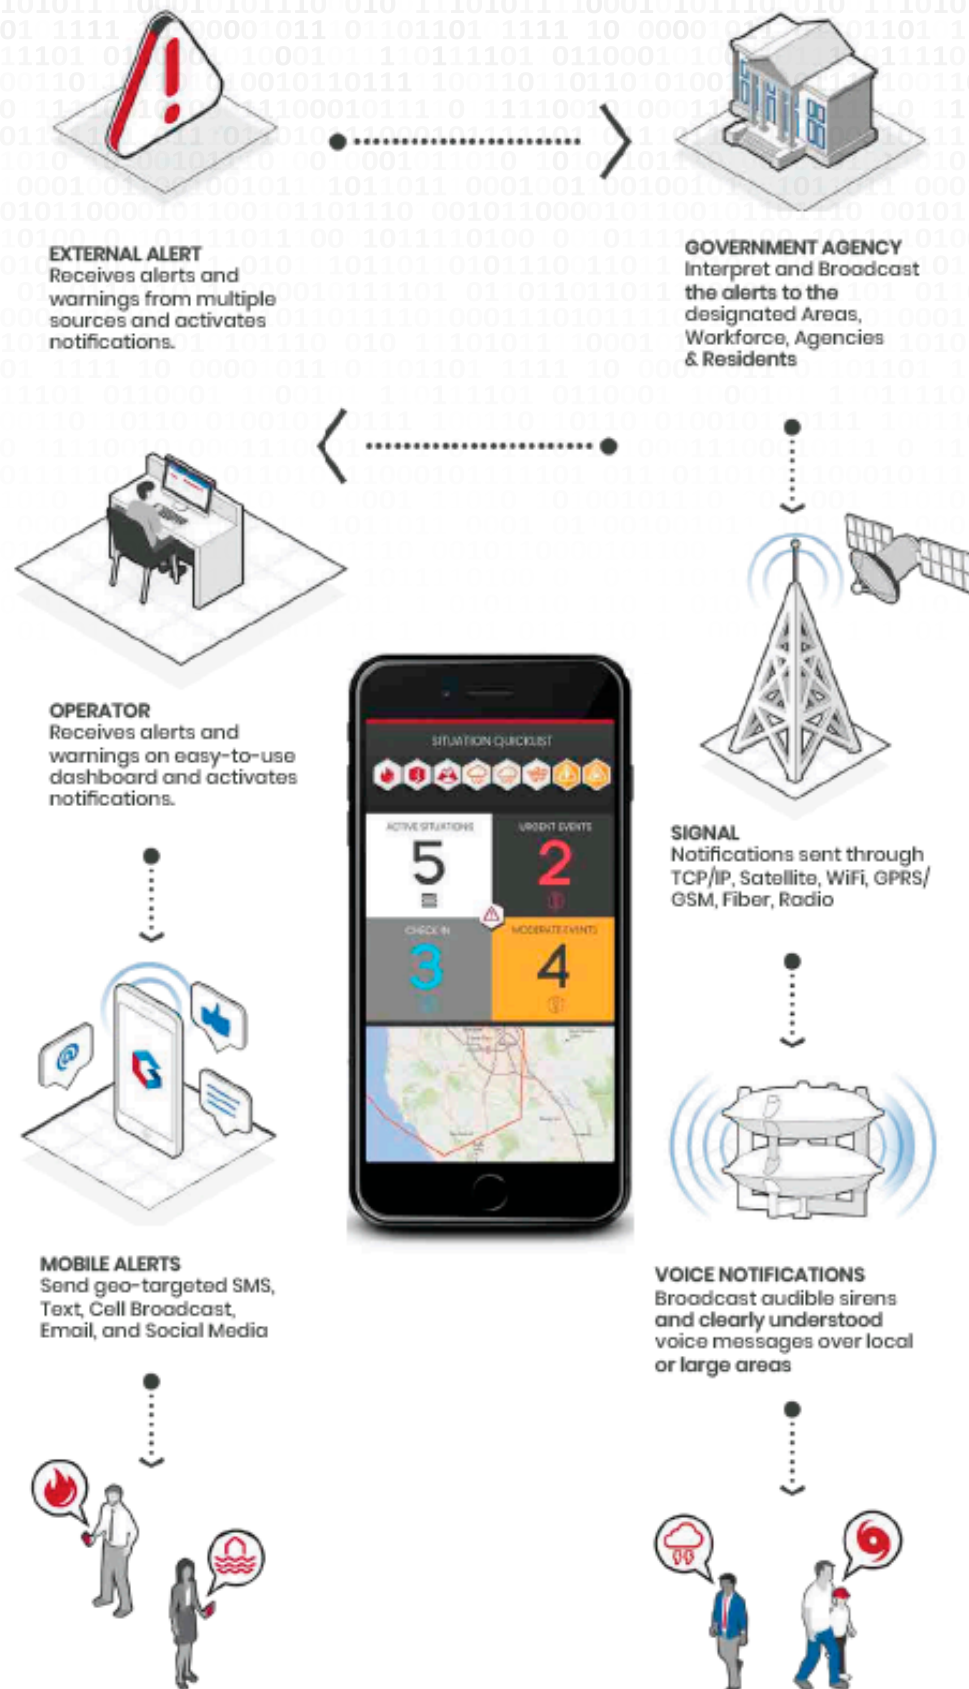 EXTERNAL ALERT
Receives alerts and
warnings from multiple
sources and activates
notifications.
GOVERNMENT AGENCY
Interpret and Broadcast
the alerts to the
designated Areas,
Workforce, Agencies
& Residents
OPERATOR
Receives alerts and
warnings on easy-to-use
dashboard and activates
notifications.
SITUATION QUICKLIST
ACTIVE SITUATIONS
5
URGENT EVENTS
2
CHECK IN
3
MODERATE EVENTS
4
SIGNAL
Notifications sent through
TCP/IP, Satellite, WiFi, GPRS/
GSM, Fiber, Radio
MOBILE ALERTS
Send geo-targeted SMS,
Text, Cell Broadcast,
Email, and Social Media
VOICE NOTIFICATIONS
Broadcast audible sirens
and clearly understood
voice messages over local
or large areas